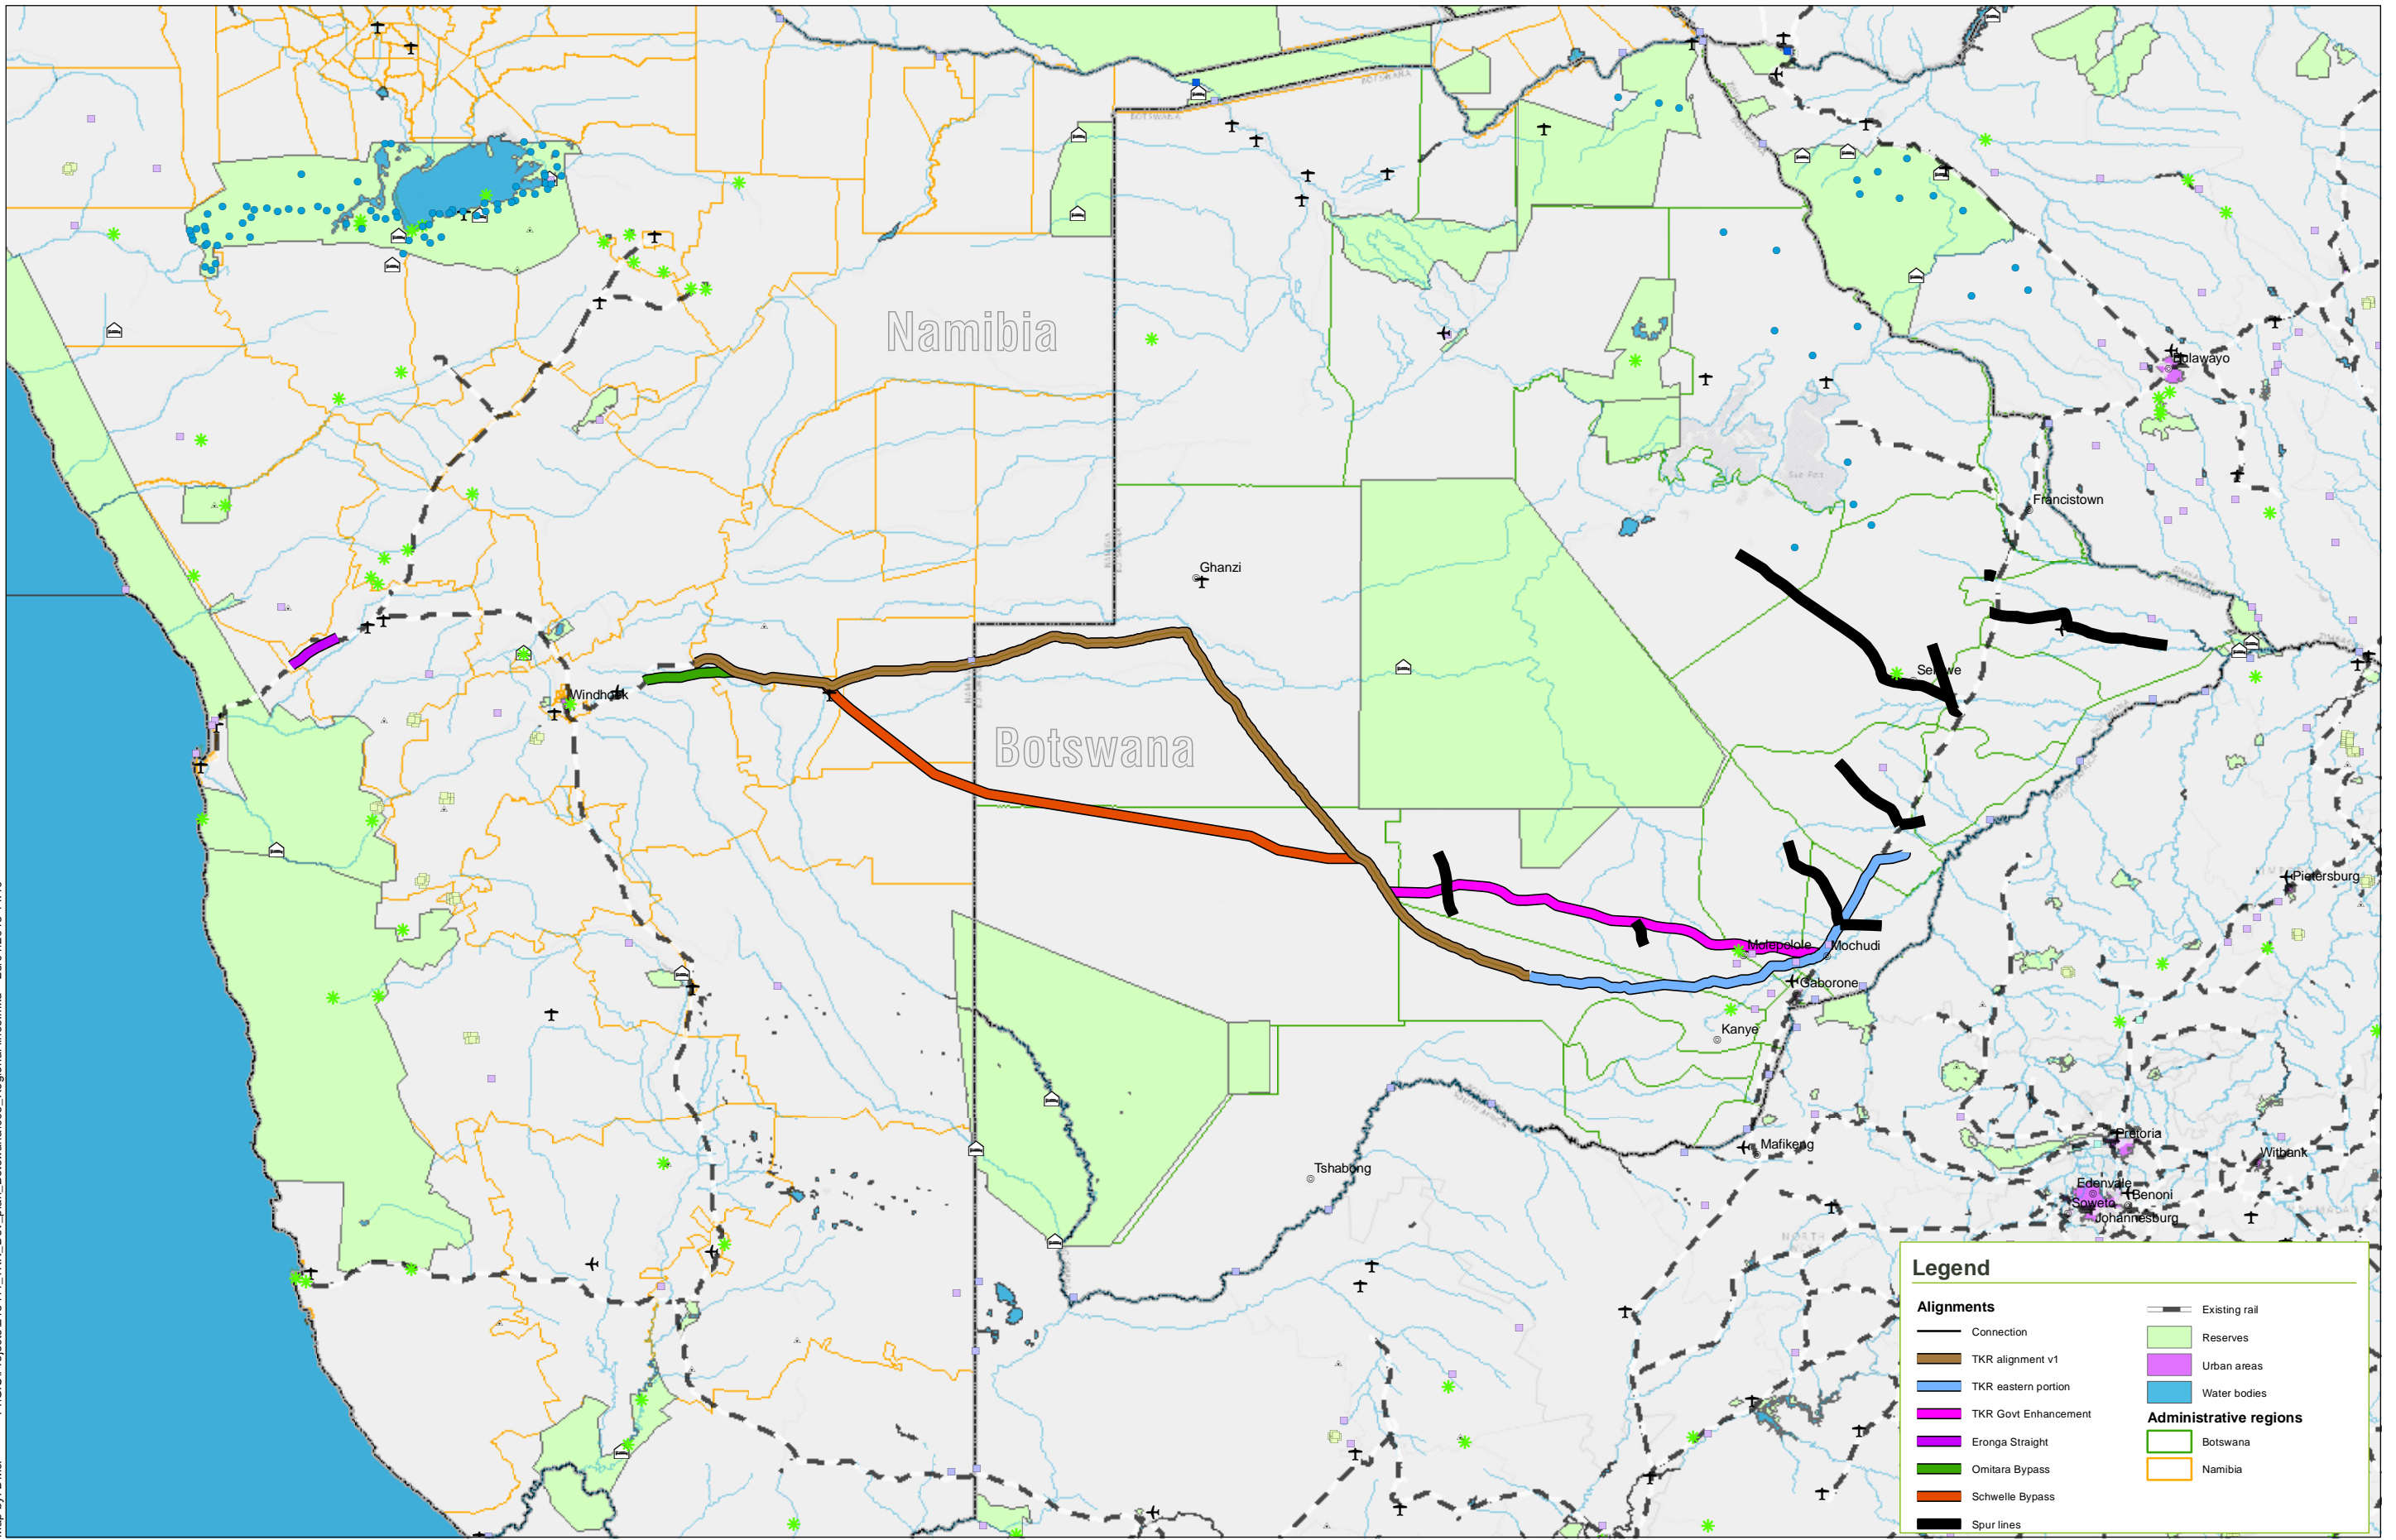 Namibia
BOTSWANA
BOTSWANA
Bulawayo
Francistown
Ghanzi
Serowe
Windhoek
Botswana
Pietersburg
Molepolole
Mochudi
Gaborone
Kanye
Mafikeng
Tshabong
Pretoria
Witbank
Edenvale
Benoni
Soweto
Johannesburg
Legend
Alignments
Connection
TKR alignment v1
TKR eastern portion
TKR Govt Enhancement
Eronga Straight
Omitara Bypass
Schwelle Bypass
Spur lines
Existing rail
Reserves
Urban areas
Water bodies
Administrative regions
Botswana
Namibia